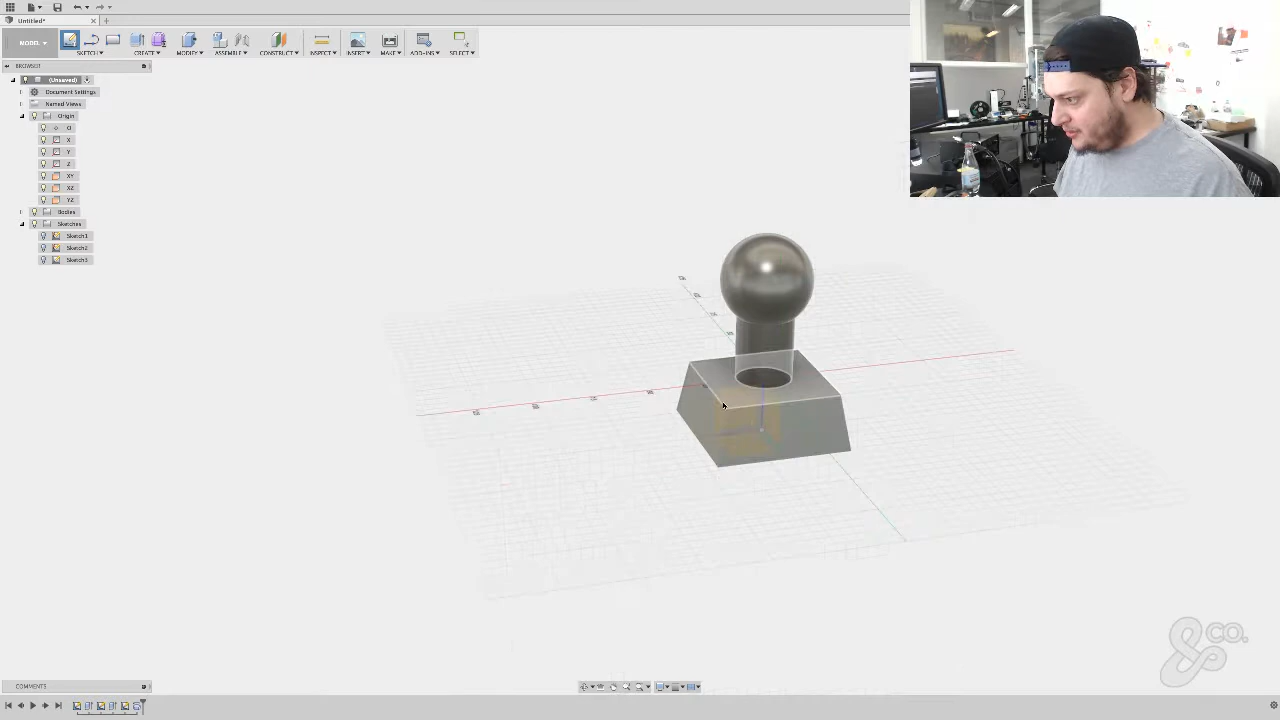 Untitled*
MODEL
SKETCH
CREATE
MODIFY
ASSEMBLE
CONSTRUCT
INSPECT
INSERT
MAKE
ADD-INS
SELECT
BROWSER
(Unsaved)
Document Settings
Named Views
Origin
O
X
Y
Z
XY
XZ
YZ
Bodies
Sketches
Sketch1
Sketch2
Sketch3
&CO.
COMMENTS